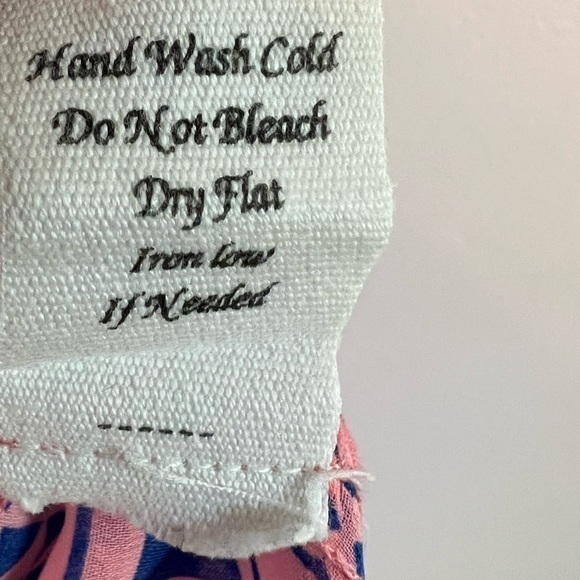 Hand Wash Cold
Do Not Bleach
Dry Flat
Iron low
If Needed
------